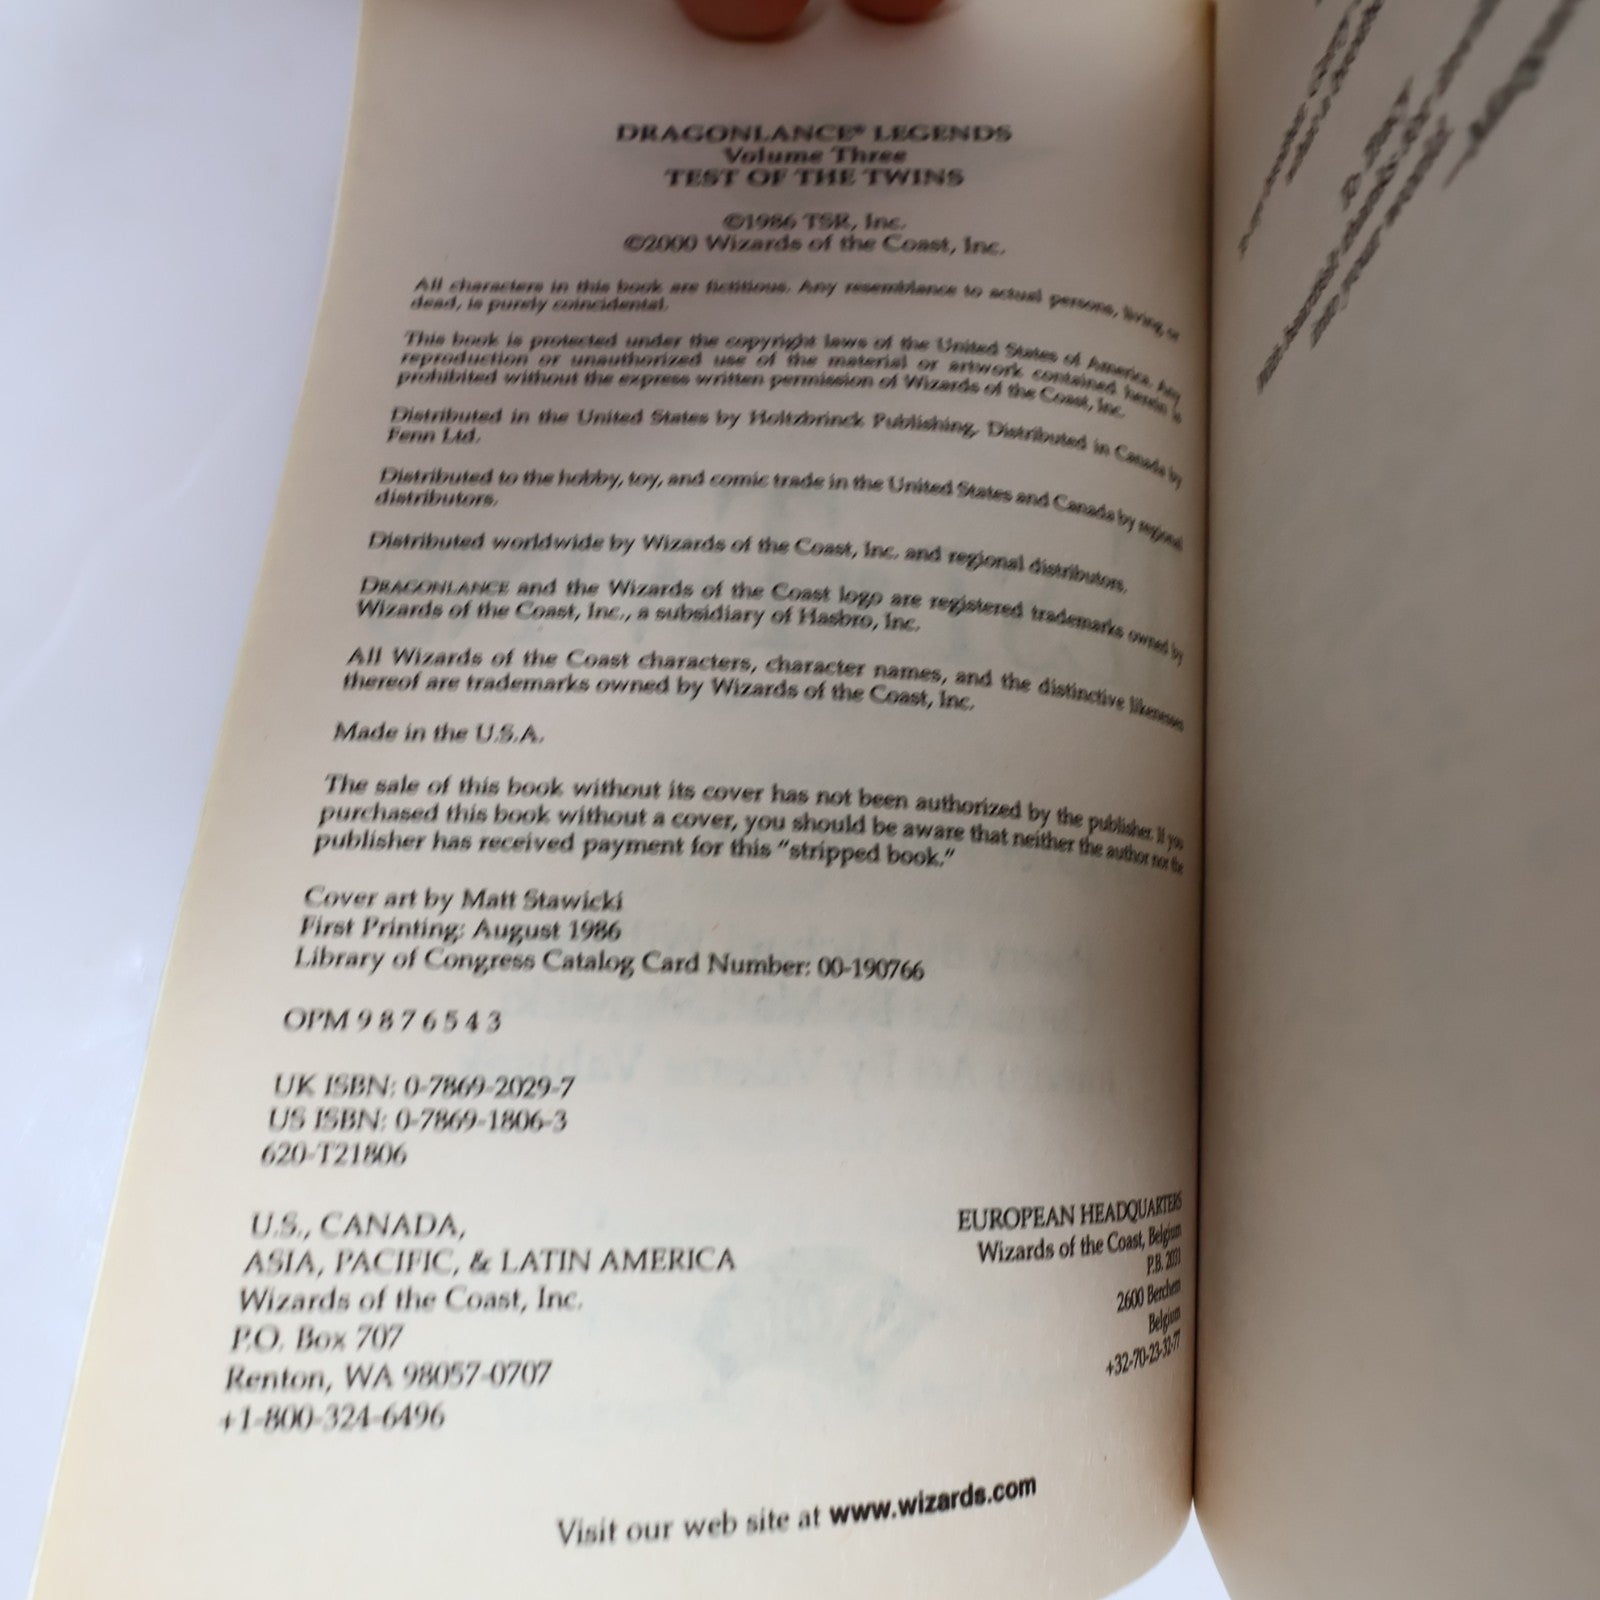 DRAGONLANCE® LEGENDS
Volume Three
TEST OF THE TWINS
©1986 TSR, Inc.
©2000 Wizards of the Coast, Inc.
All characters in this book are fictitious. Any resemblance to actual persons, living or
dead, is purely coincidental.
This book is protected under the copyright laws of the United States of America. Any
reproduction or unauthorized use of the material or artwork contained herein is
prohibited without the express written permission of Wizards of the Coast, Inc.
Distributed in the United States by Holtzbrinck Publishing. Distributed in Canada by
Fenn Ltd.
Distributed to the hobby, toy, and comic trade in the United States and Canada by regional
distributors.
Distributed worldwide by Wizards of the Coast, Inc. and regional distributors.
DRAGONLANCE and the Wizards of the Coast logo are registered trademarks owned by
Wizards of the Coast, Inc., a subsidiary of Hasbro, Inc.
All Wizards of the Coast characters, character names, and the distinctive likenesses
thereof are trademarks owned by Wizards of the Coast, Inc.
Made in the U.S.A.
The sale of this book without its cover has not been authorized by the publisher. If you
purchased this book without a cover, you should be aware that neither the author nor the
publisher has received payment for this "stripped book."
Cover art by Matt Stawicki
First Printing: August 1986
Library of Congress Catalog Card Number: 00-190766
OPM 9 8 7 6 5 4 3
UK ISBN: 0-7869-2029-7
US ISBN: 0-7869-1806-3
620-T21806
U.S., CANADA,
ASIA, PACIFIC, & LATIN AMERICA
Wizards of the Coast, Inc.
P.O. Box 707
Renton, WA 98057-0707
+1-800-324-6496
EUROPEAN HEADQUARTERS
Wizards of the Coast, Belgium
P.B. 2031
2600 Berchem
Belgium
+32-70-23-32-77
Visit our web site at www.wizards.com